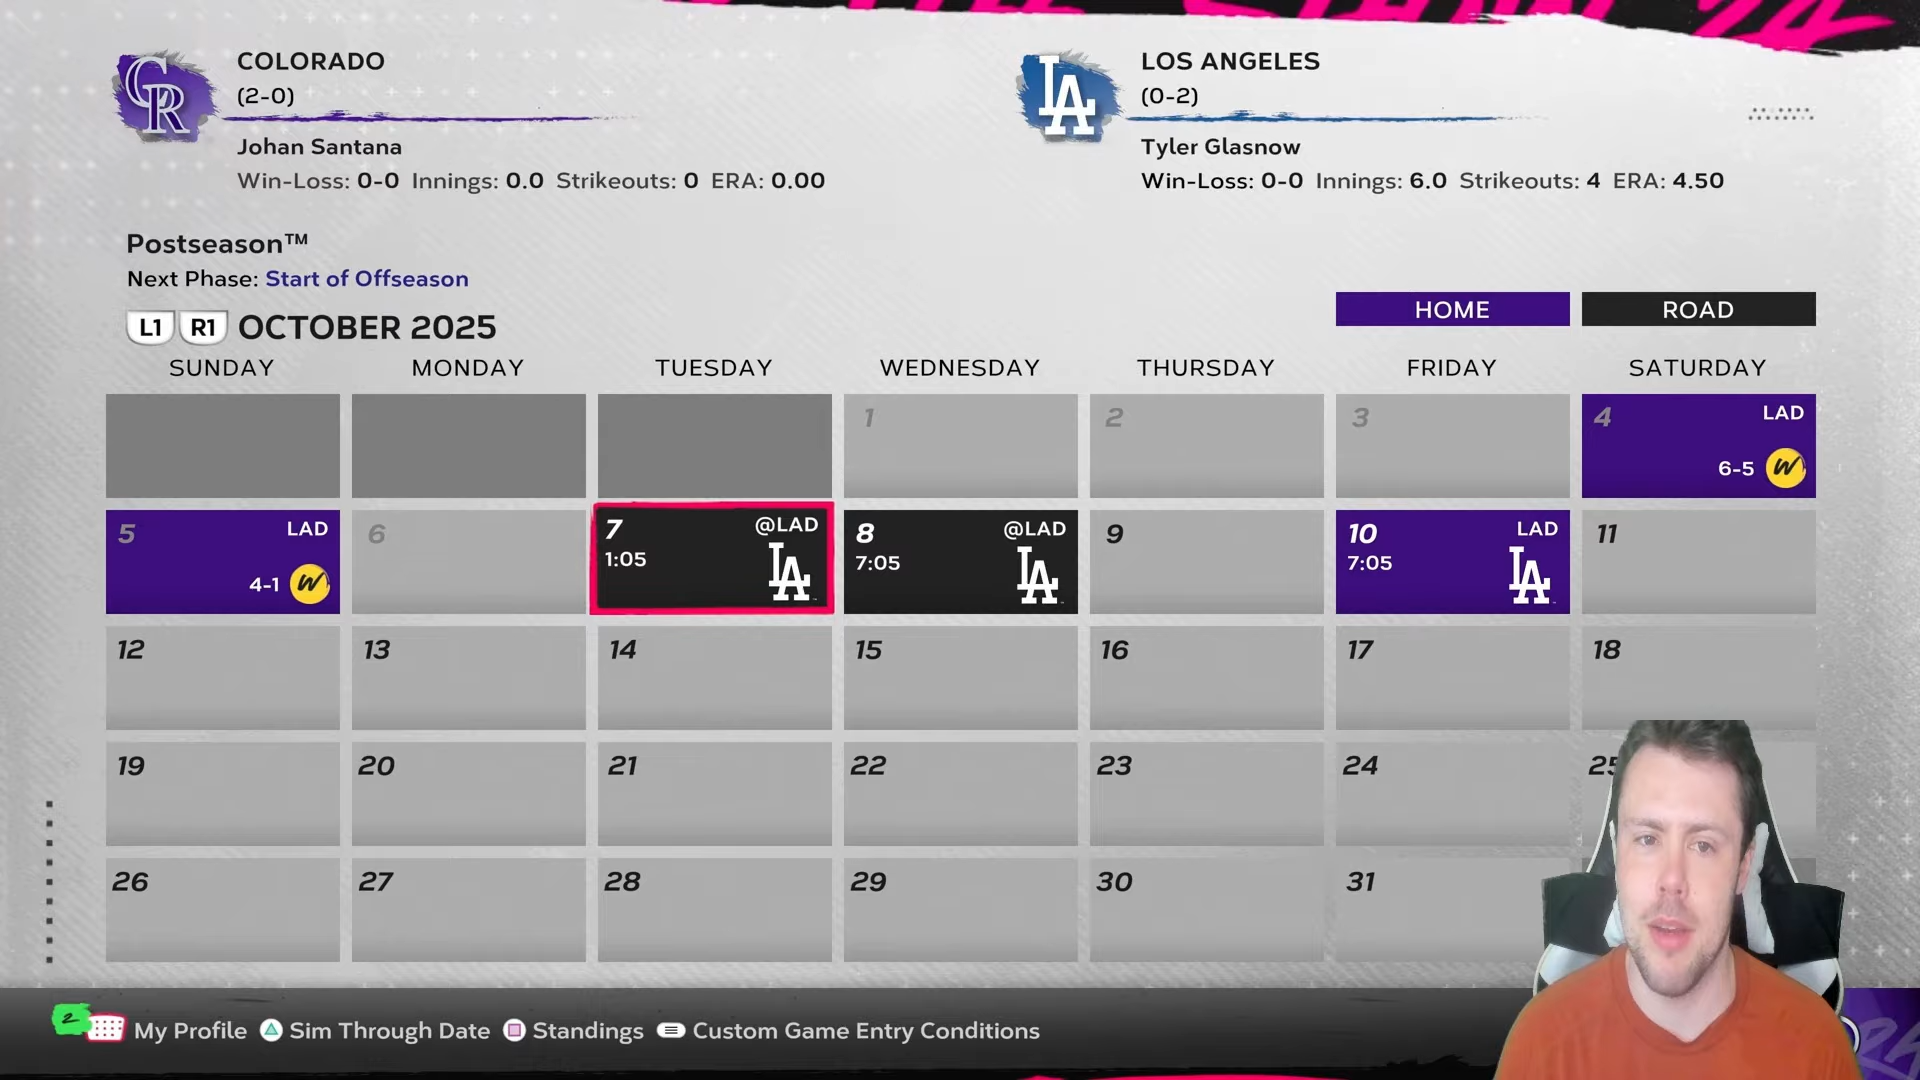 COLORADO
(2-0)
Johan Santana
Win-Loss: 0-0 Innings: 0.0 Strikeouts: 0 ERA: 0.00
LOS ANGELES
(0-2)
Tyler Glasnow
Win-Loss: 0-0 Innings: 6.0 Strikeouts: 4 ERA: 4.50
Postseason™
Next Phase: Start of Offseason
L1 R1 OCTOBER 2025
HOME ROAD
SUNDAY MONDAY TUESDAY WEDNESDAY THURSDAY FRIDAY SATURDAY
1 2 3 4 LAD
6-5 W
5 LAD 6 7 @LAD 8 @LAD 9 10 LAD 11
4-1 W 1:05 LA 7:05 LA 7:05 LA
12 13 14 15 16 17 18
19 20 21 22 23 24 25
26 27 28 29 30 31
2 My Profile Sim Through Date Standings Custom Game Entry Conditions